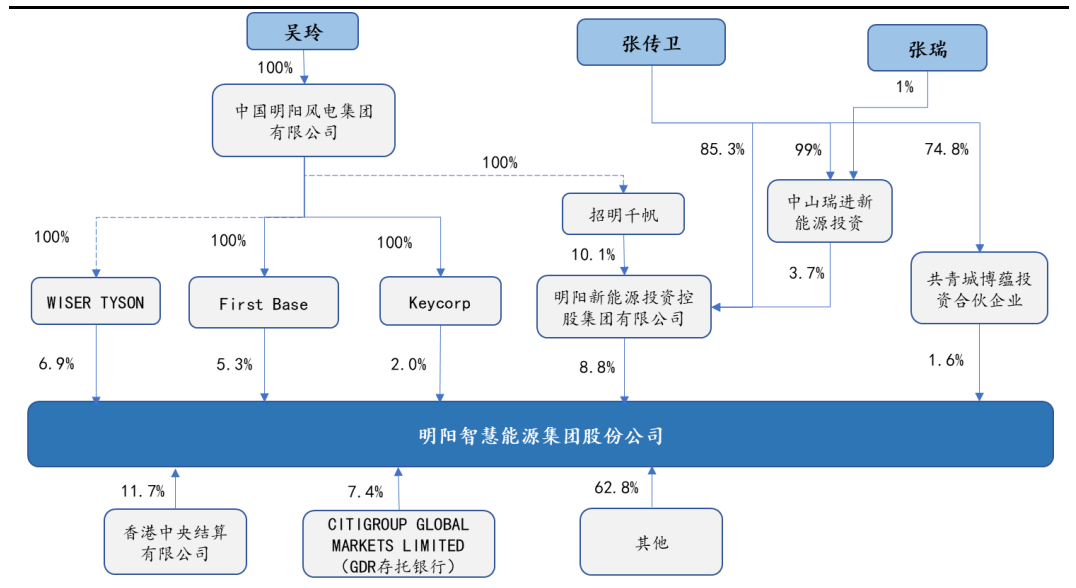 吴玲
张传卫
张瑞
100%
1%
中国明阳风电集团
有限公司
100%
85.3%
99%
74.8%
招明千帆
中山瑞进新
能源投资
100%
100%
100%
10.1%
3.7%
WISER TYSON
First Base
Keycorp
明阳新能源投资控
股集团有限公司
共青城博蕴投
资合伙企业
6.9%
5.3%
2.0%
8.8%
1.6%
明阳智慧能源集团股份公司
11.7%
7.4%
62.8%
香港中央结算
有限公司
CITIGROUP GLOBAL
MARKETS LIMITED
（GDR存托银行）
其他